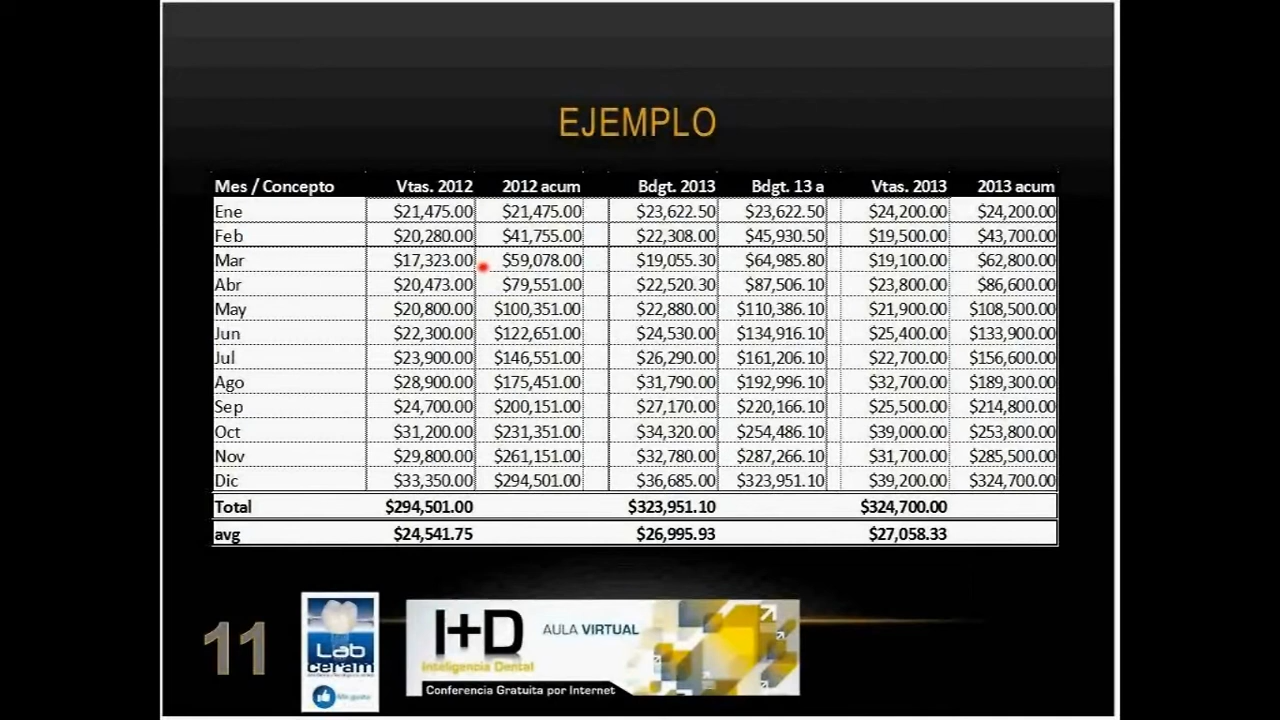 EJEMPLO
Mes / Concepto Vtas. 2012 2012 acum Bdgt. 2013 Bdgt. 13 a Vtas. 2013 2013 acum
Ene $21,475.00 $21,475.00 $23,622.50 $23,622.50 $24,200.00 $24,200.00
Feb $20,280.00 $41,755.00 $22,308.00 $45,930.50 $19,500.00 $43,700.00
Mar $17,323.00 $59,078.00 $19,055.30 $64,985.80 $19,100.00 $62,800.00
Abr $20,473.00 $79,551.00 $22,520.30 $87,506.10 $23,800.00 $86,600.00
May $20,800.00 $100,351.00 $22,880.00 $110,386.10 $21,900.00 $108,500.00
Jun $22,300.00 $122,651.00 $24,530.00 $134,916.10 $25,400.00 $133,900.00
Jul $23,900.00 $146,551.00 $26,290.00 $161,206.10 $22,700.00 $156,600.00
Ago $28,900.00 $175,451.00 $31,790.00 $192,996.10 $32,700.00 $189,300.00
Sep $24,700.00 $200,151.00 $27,170.00 $220,166.10 $25,500.00 $214,800.00
Oct $31,200.00 $231,351.00 $34,320.00 $254,486.10 $39,000.00 $253,800.00
Nov $29,800.00 $261,151.00 $32,780.00 $287,266.10 $31,700.00 $285,500.00
Dic $33,350.00 $294,501.00 $36,685.00 $323,951.10 $39,200.00 $324,700.00
Total $294,501.00 $323,951.10 $324,700.00
avg $24,541.75 $26,995.93 $27,058.33
11
Lab
ceram
Me gusta
I+D AULA VIRTUAL
Inteligencia Dental
Conferencia Gratuita por Internet